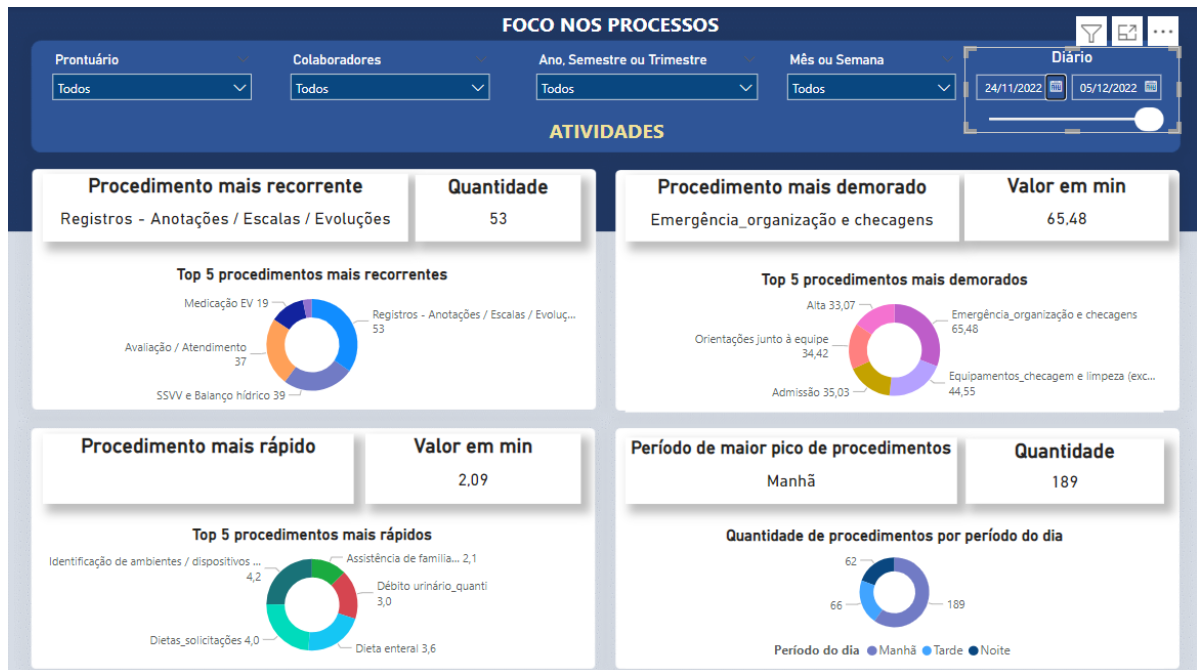 FOCO NOS PROCESSOS
Prontuário
Colaboradores
Ano, Semestre ou Trimestre
Mês ou Semana
Diário
Todos
Todos
Todos
Todos
24/11/2022
05/12/2022
ATIVIDADES
Procedimento mais recorrente
Quantidade
Registros - Anotações / Escalas / Evoluções
53
Top 5 procedimentos mais recorrentes
Medicação EV 19
Registros - Anotações / Escalas / Evoluç...
53
Avaliação / Atendimento
37
SSVV e Balanço hídrico 39
Procedimento mais demorado
Valor em min
Emergência_organização e checagens
65,48
Top 5 procedimentos mais demorados
Alta 33,07
Emergência_organização e checagens
65,48
Orientações junto à equipe
34,42
Equipamentos_checagem e limpeza (exc...
44,55
Admissão 35,03
Procedimento mais rápido
Valor em min
2,09
Top 5 procedimentos mais rápidos
Identificação de ambientes / dispositivos ...
4,2
Assistência de família... 2,1
Débito urinário_quanti
3,0
Dietas_solicitações 4,0
Dieta enteral 3,6
Período de maior pico de procedimentos
Quantidade
Manhã
189
Quantidade de procedimentos por período do dia
62
66
189
Período do dia Manhã Tarde Noite